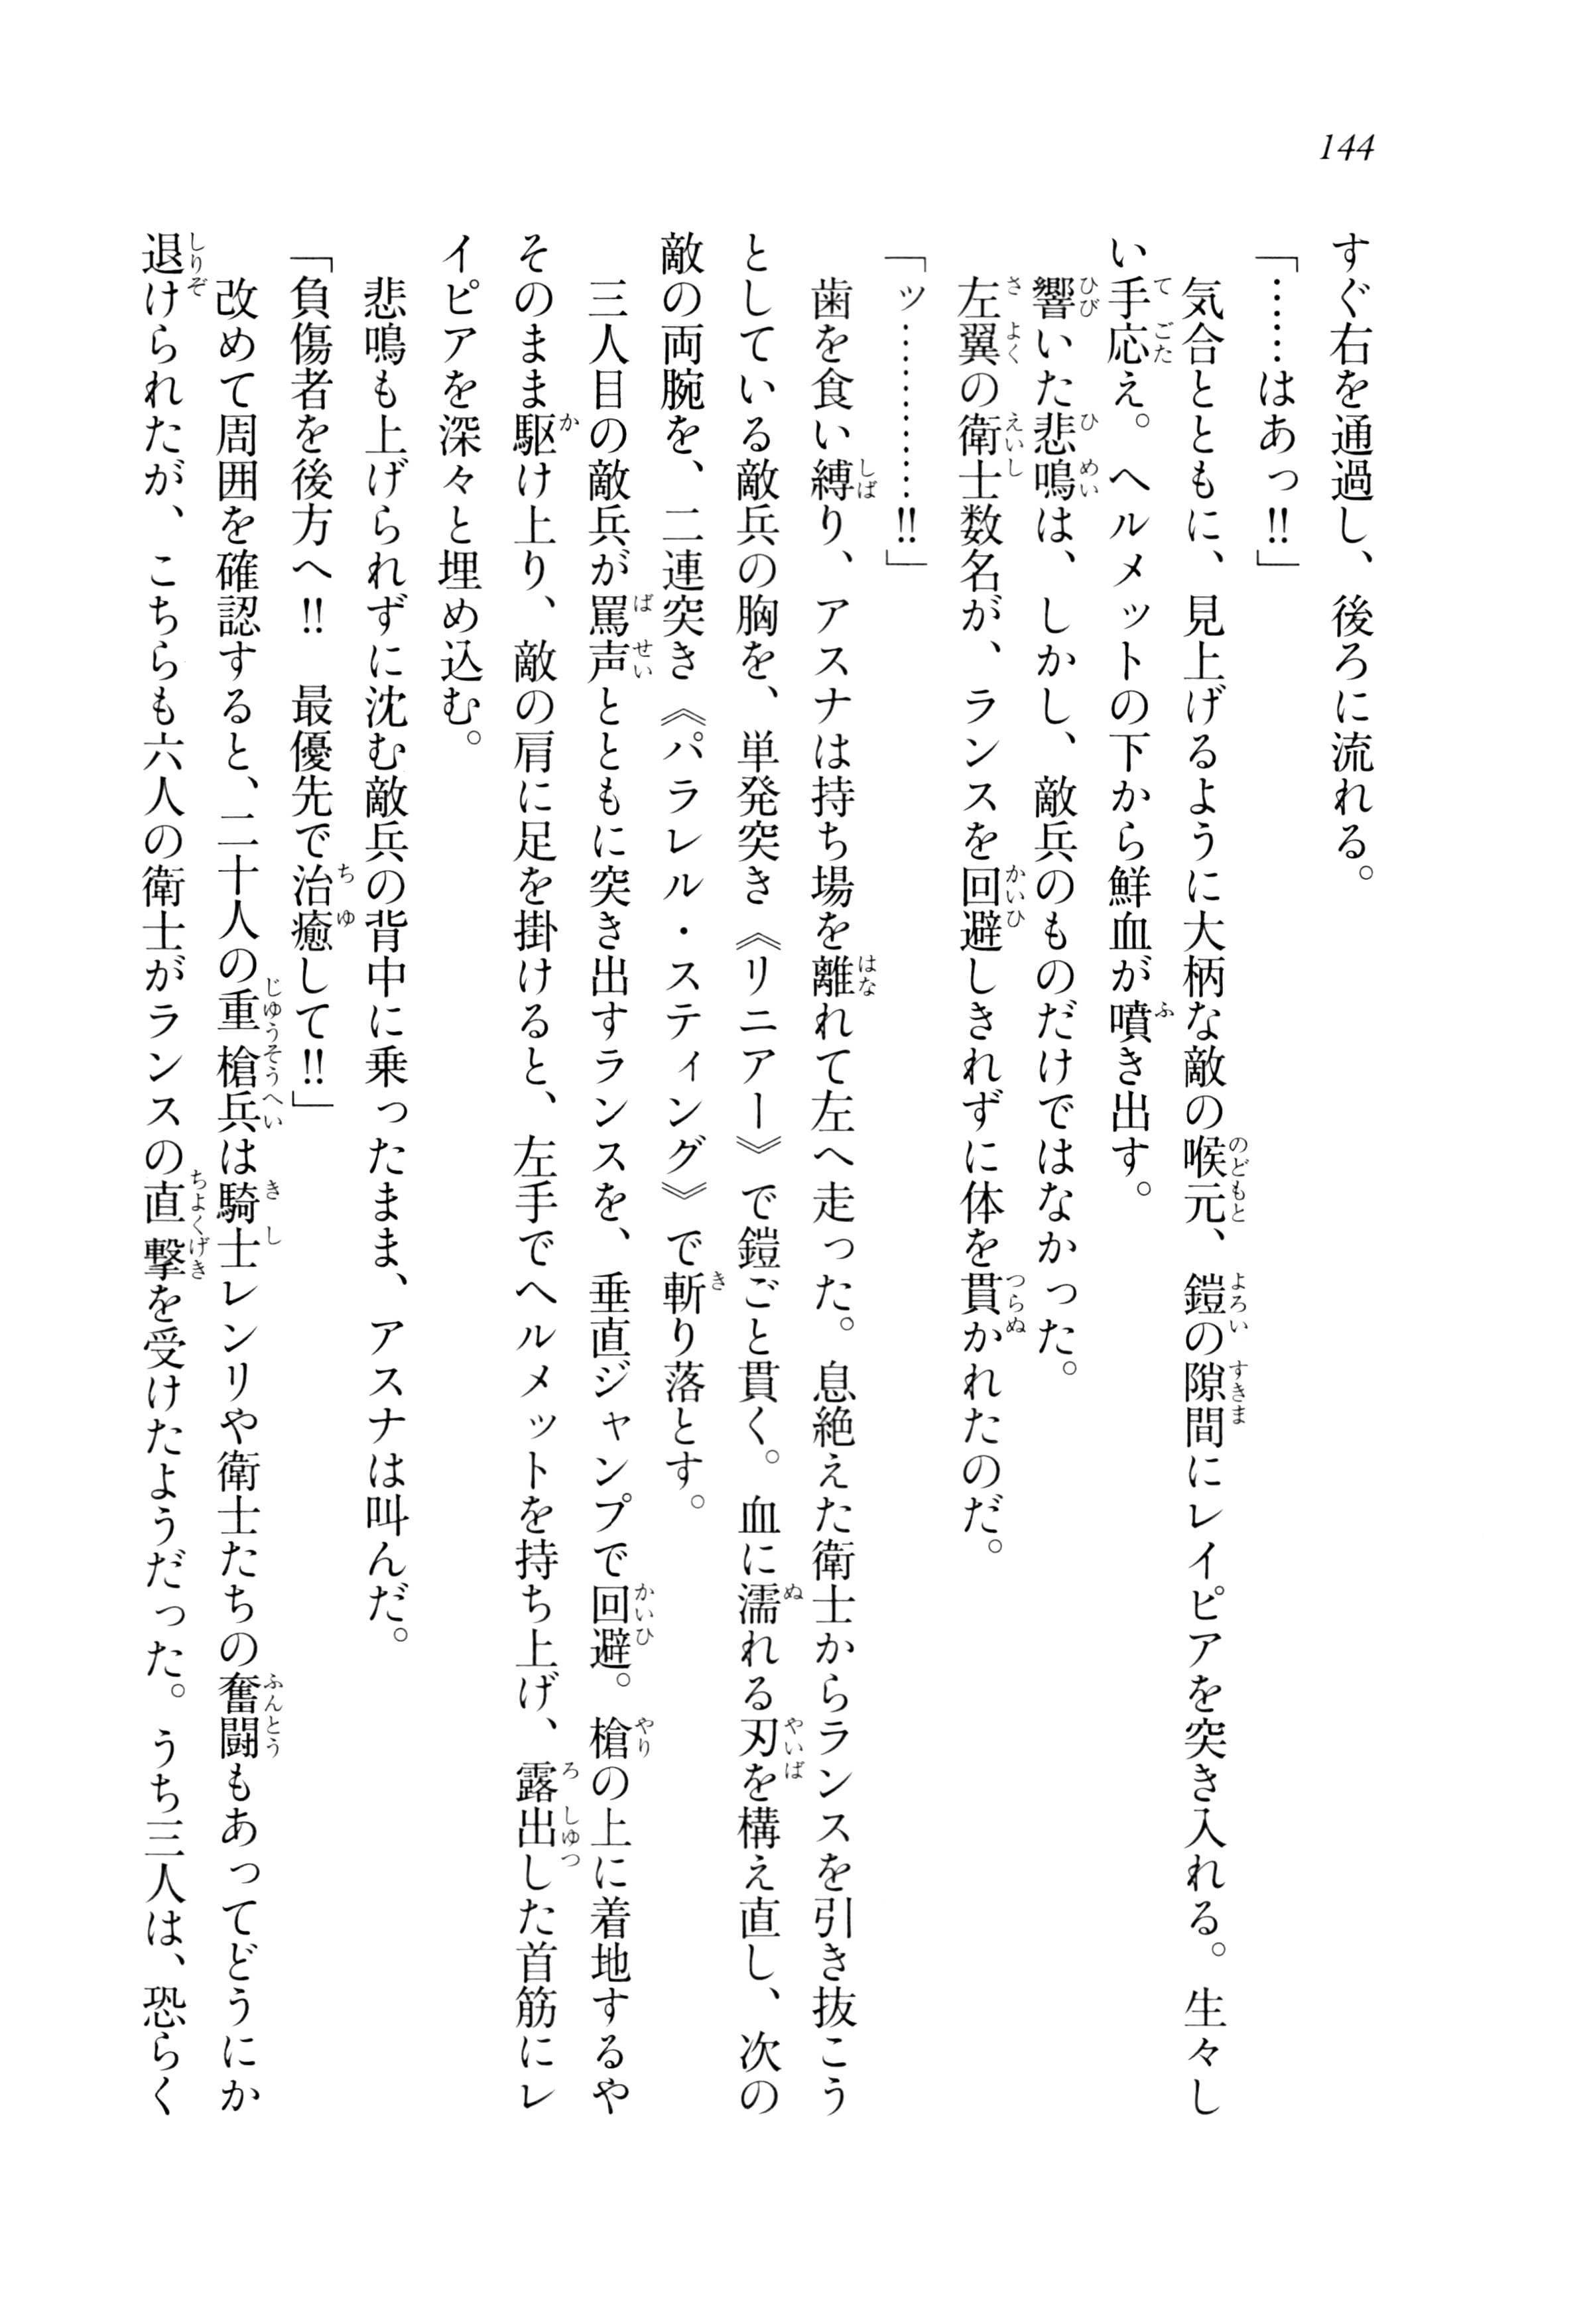 144
すぐ右を通過し、後ろに流れる。
「……はあっ!!」
気合とともに、見上げるように大柄な敵の喉元、鎧の隙間にレイピアを突き入れる。生々し
い手応え。ヘルメットの下から鮮血が噴き出す。
響いた悲鳴は、しかし、敵兵のものだけではなかった。
左翼の衛士数名が、ランスを回避しきれずに体を貫かれたのだ。
「ッ…………!!」
歯を食い縛り、アスナは持ち場を離れて左へ走った。息絶えた衛士からランスを引き抜こう
としている敵兵の胸を、単発突き《リニアー》で鎧ごと貫く。血に濡れる刃を構え直し、次の
敵の両腕を、二連突き《パラレル・スティング》で斬り落とす。
三人目の敵兵が罵声とともに突き出すランスを、垂直ジャンプで回避。槍の上に着地するや
そのまま駆け上り、敵の肩に足を掛けると、左手でヘルメットを持ち上げ、露出した首筋にレ
イピアを深々と埋め込む。
悲鳴も上げられずに沈む敵兵の背中に乗ったまま、アスナは叫んだ。
「負傷者を後方へ!!　最優先で治癒して!!」
改めて周囲を確認すると、二十人の重槍兵は騎士レンリや衛士たちの奮闘もあってどうにか
退けられたが、こちらも六人の衛士がランスの直撃を受けたようだった。うち三人は、恐らく